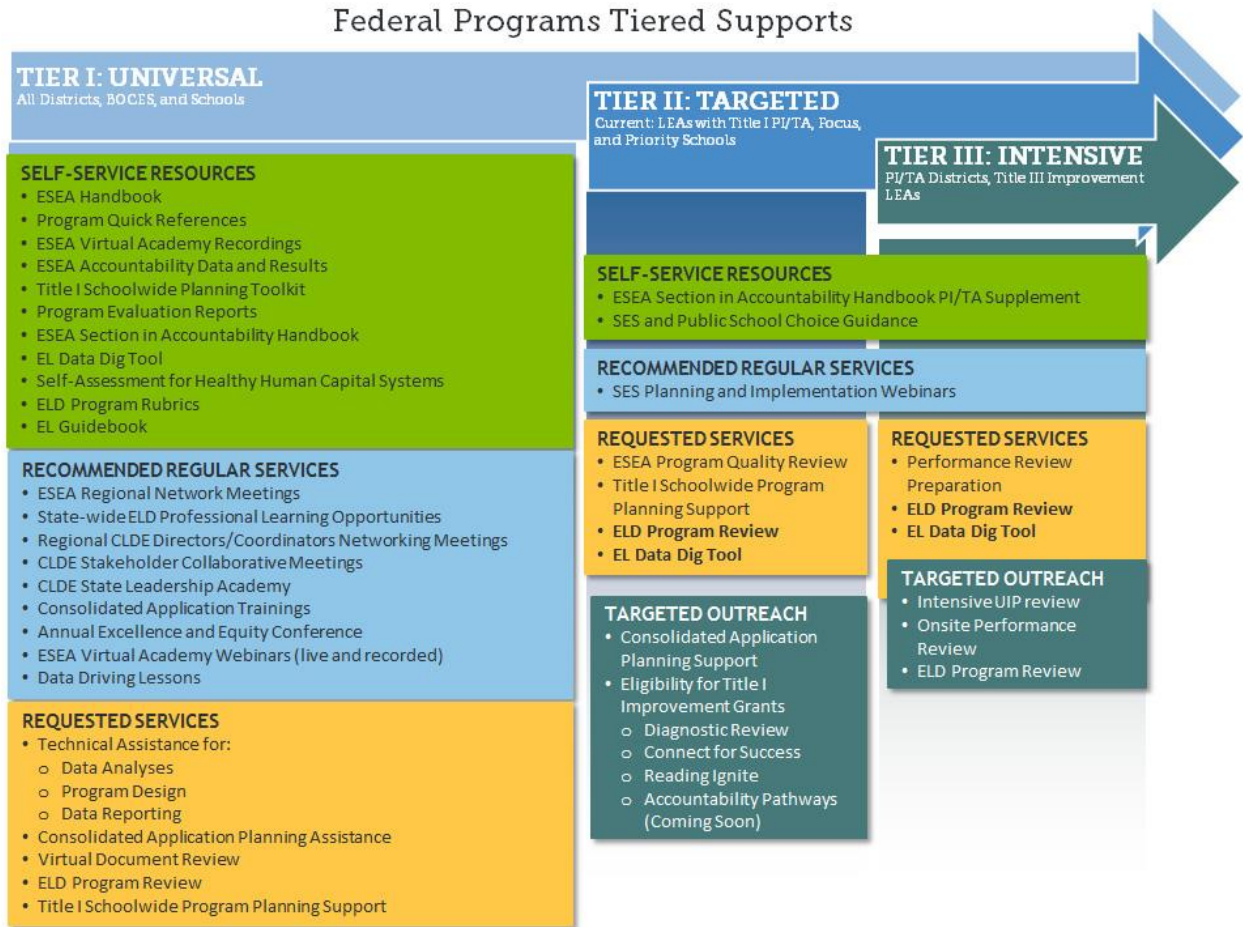 Federal Programs Tiered Supports
TIER I: UNIVERSAL
All Districts, BOCES, and Schools
SELF-SERVICE RESOURCES
• ESEA Handbook
• Program Quick References
• ESEA Virtual Academy Recordings
• ESEA Accountability Data and Results
• Title I Schoolwide Planning Toolkit
• Program Evaluation Reports
• ESEA Section in Accountability Handbook
• EL Data Dig Tool
• Self-Assessment for Healthy Human Capital Systems
• ELD Program Rubrics
• EL Guidebook
RECOMMENDED REGULAR SERVICES
• ESEA Regional Network Meetings
• State-wide ELD Professional Learning Opportunities
• Regional CLDE Directors/Coordinators Networking Meetings
• CLDE Stakeholder Collaborative Meetings
• CLDE State Leadership Academy
• Consolidated Application Trainings
• Annual Excellence and Equity Conference
• ESEA Virtual Academy Webinars (live and recorded)
• Data Driving Lessons
REQUESTED SERVICES
• Technical Assistance for:
o Data Analyses
o Program Design
o Data Reporting
• Consolidated Application Planning Assistance
• Virtual Document Review
• ELD Program Review
• Title I Schoolwide Program Planning Support
TIER II: TARGETED
Current: LEAs with Title I PI/TA, Focus,
and Priority Schools
TIER III: INTENSIVE
PI/TA Districts, Title III Improvement
LEAs
SELF-SERVICE RESOURCES
• ESEA Section in Accountability Handbook PI/TA Supplement
• SES and Public School Choice Guidance
RECOMMENDED REGULAR SERVICES
• SES Planning and Implementation Webinars
REQUESTED SERVICES
• ESEA Program Quality Review
• Title I Schoolwide Program
Planning Support
• ELD Program Review
• EL Data Dig Tool
TARGETED OUTREACH
• Consolidated Application
Planning Support
• Eligibility for Title I
Improvement Grants
o Diagnostic Review
o Connect for Success
o Reading Ignite
o Accountability Pathways
(Coming Soon)
REQUESTED SERVICES
• Performance Review
Preparation
• ELD Program Review
• EL Data Dig Tool
TARGETED OUTREACH
• Intensive UIP review
• Onsite Performance
Review
• ELD Program Review